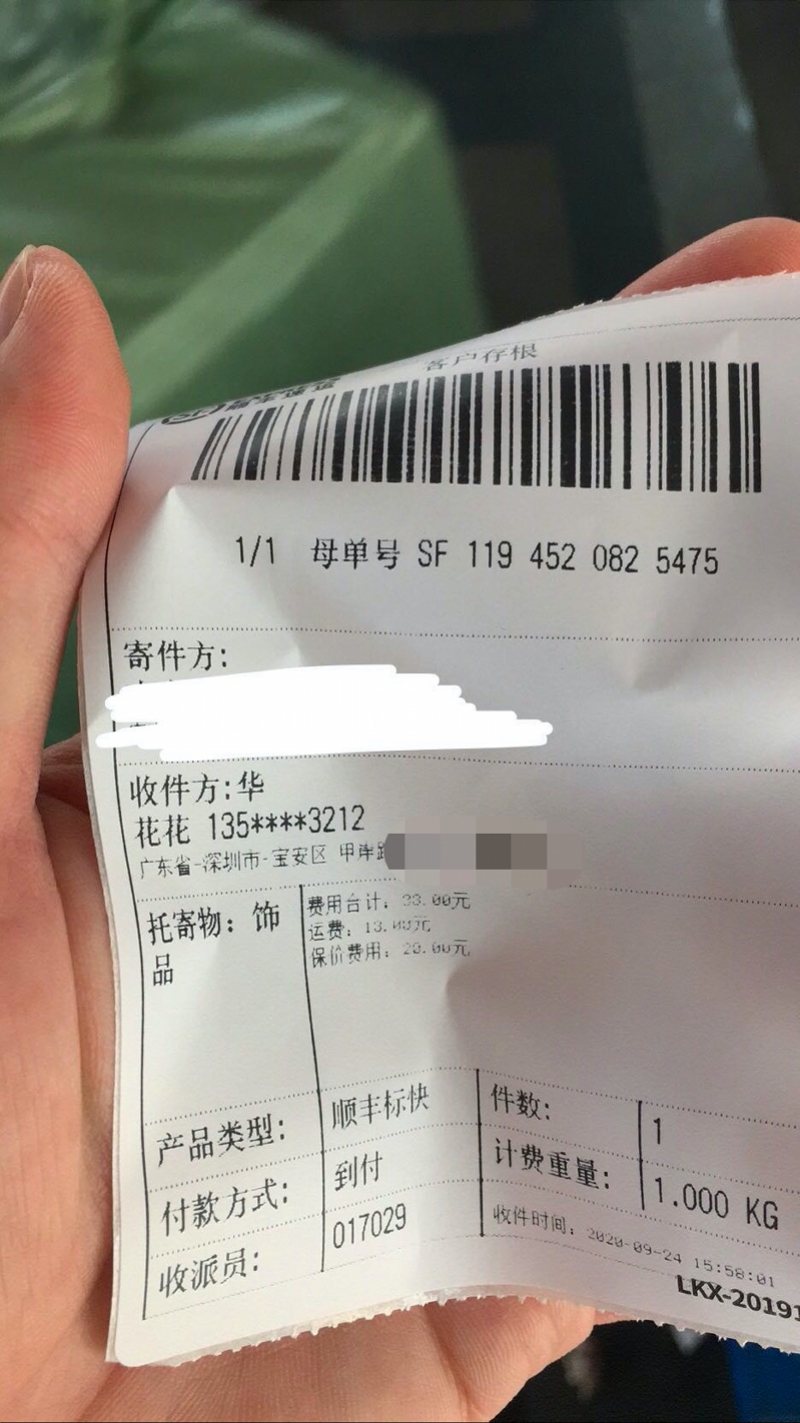 客户存根
1/1 母单号 SF 119 452 082 5475
寄件方:
收件方:华
花花 135****3212
广东省-深圳市-宝安区 甲岸路
托寄物: 饰
品
费用合计: 33.00元
运费: 13.00元
保价费用: 20.00元
产品类型: 顺丰标快
件数: 1
付款方式: 到付
计费重量: 1.000 KG
收派员: 017029
收件时间: 2020-09-24 15:58:01
LKX-20191